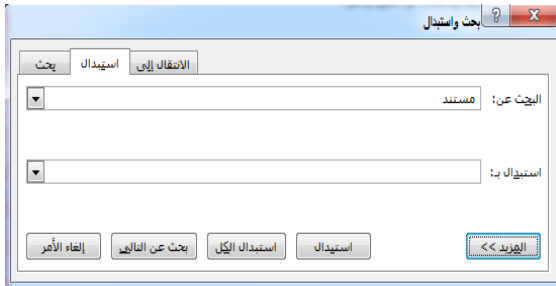 بحث واستبدال
بحث استبدال الانتقال إلى
البحث عن: مستند
استبدال بـ:
المزيد >> استبدال استبدال الكل بحث عن التالي إلغاء الأمر